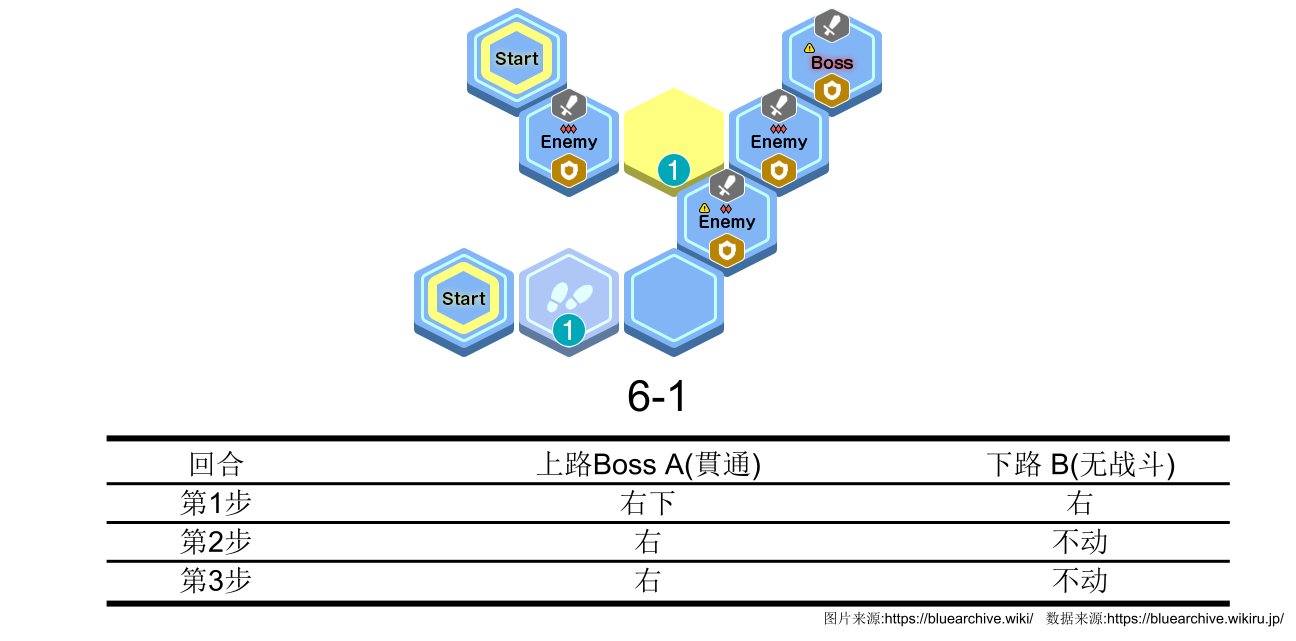 Start
Boss
Enemy
Enemy
1
Enemy
Start
1
6-1
回合 上路Boss A(貫通) 下路 B(无战斗)
第1步 右下 右
第2步 右 不动
第3步 右 不动
图片来源:https://bluearchive.wiki/ 数据来源:https://bluearchive.wikiru.jp/